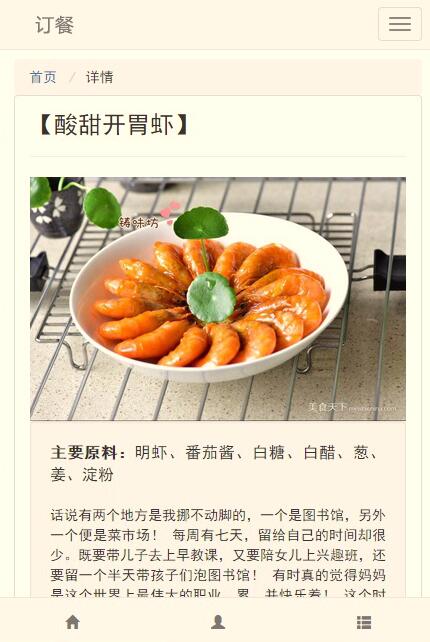 订餐
首页 / 详情
【酸甜开胃虾】
铸味坊
美食天下 meishichina.com
主要原料：明虾、番茄酱、白糖、白醋、葱、
姜、淀粉
话说有两个地方是我挪不动脚的，一个是图书馆，另外
一个便是菜市场！ 每周有七天，留给自己的时间却很
少。既要带儿子去上早教课，又要陪女儿上兴趣班，还
要留一个半天带孩子们泡图书馆！ 有时真的觉得妈妈
是这个世界上最伟大的职业，累，并快乐着！ 这个时